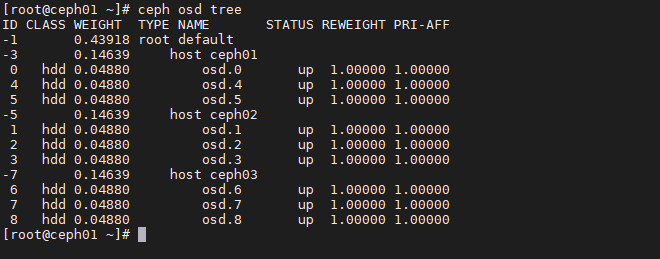 [root@ceph01 ~]# ceph osd tree
ID CLASS WEIGHT  TYPE NAME       STATUS REWEIGHT PRI-AFF
-1       0.43918 root default
-3       0.14639     host ceph01
 0   hdd 0.04880         osd.0       up  1.00000 1.00000
 4   hdd 0.04880         osd.4       up  1.00000 1.00000
 5   hdd 0.04880         osd.5       up  1.00000 1.00000
-5       0.14639     host ceph02
 1   hdd 0.04880         osd.1       up  1.00000 1.00000
 2   hdd 0.04880         osd.2       up  1.00000 1.00000
 3   hdd 0.04880         osd.3       up  1.00000 1.00000
-7       0.14639     host ceph03
 6   hdd 0.04880         osd.6       up  1.00000 1.00000
 7   hdd 0.04880         osd.7       up  1.00000 1.00000
 8   hdd 0.04880         osd.8       up  1.00000 1.00000
[root@ceph01 ~]#